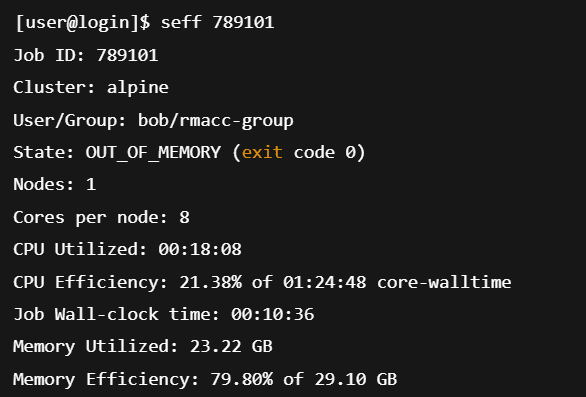 [user@login]$ seff 789101
Job ID: 789101
Cluster: alpine
User/Group: bob/rmacc-group
State: OUT_OF_MEMORY (exit code 0)
Nodes: 1
Cores per node: 8
CPU Utilized: 00:18:08
CPU Efficiency: 21.38% of 01:24:48 core-walltime
Job Wall-clock time: 00:10:36
Memory Utilized: 23.22 GB
Memory Efficiency: 79.80% of 29.10 GB